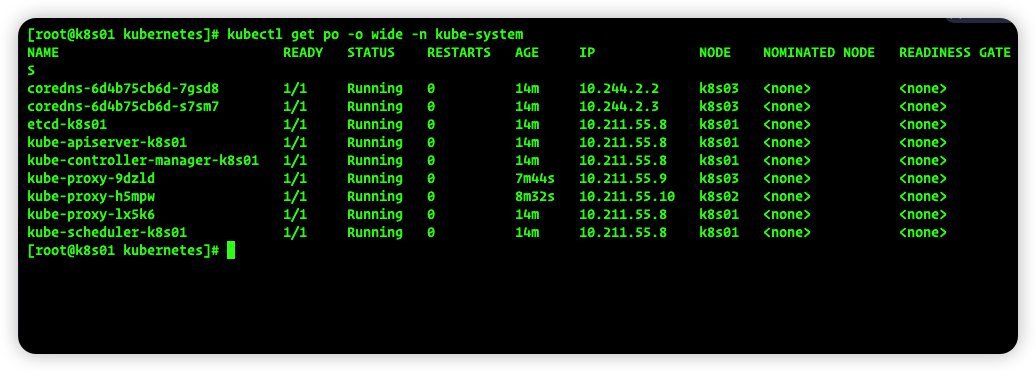 [root@k8s01 kubernetes]# kubectl get po -o wide -n kube-system
NAME                              READY   STATUS    RESTARTS   AGE     IP             NODE    NOMINATED NODE   READINESS GATE
S
coredns-6d4b75cb6d-7gsd8          1/1     Running   0          14m     10.244.2.2     k8s03   <none>           <none>
coredns-6d4b75cb6d-s7sm7          1/1     Running   0          14m     10.244.2.3     k8s03   <none>           <none>
etcd-k8s01                        1/1     Running   0          14m     10.211.55.8    k8s01   <none>           <none>
kube-apiserver-k8s01              1/1     Running   0          14m     10.211.55.8    k8s01   <none>           <none>
kube-controller-manager-k8s01     1/1     Running   0          14m     10.211.55.8    k8s01   <none>           <none>
kube-proxy-9dzld                  1/1     Running   0          7m44s   10.211.55.9    k8s03   <none>           <none>
kube-proxy-h5mpw                  1/1     Running   0          8m32s   10.211.55.10   k8s02   <none>           <none>
kube-proxy-lx5k6                  1/1     Running   0          14m     10.211.55.8    k8s01   <none>           <none>
kube-scheduler-k8s01              1/1     Running   0          14m     10.211.55.8    k8s01   <none>           <none>
[root@k8s01 kubernetes]#